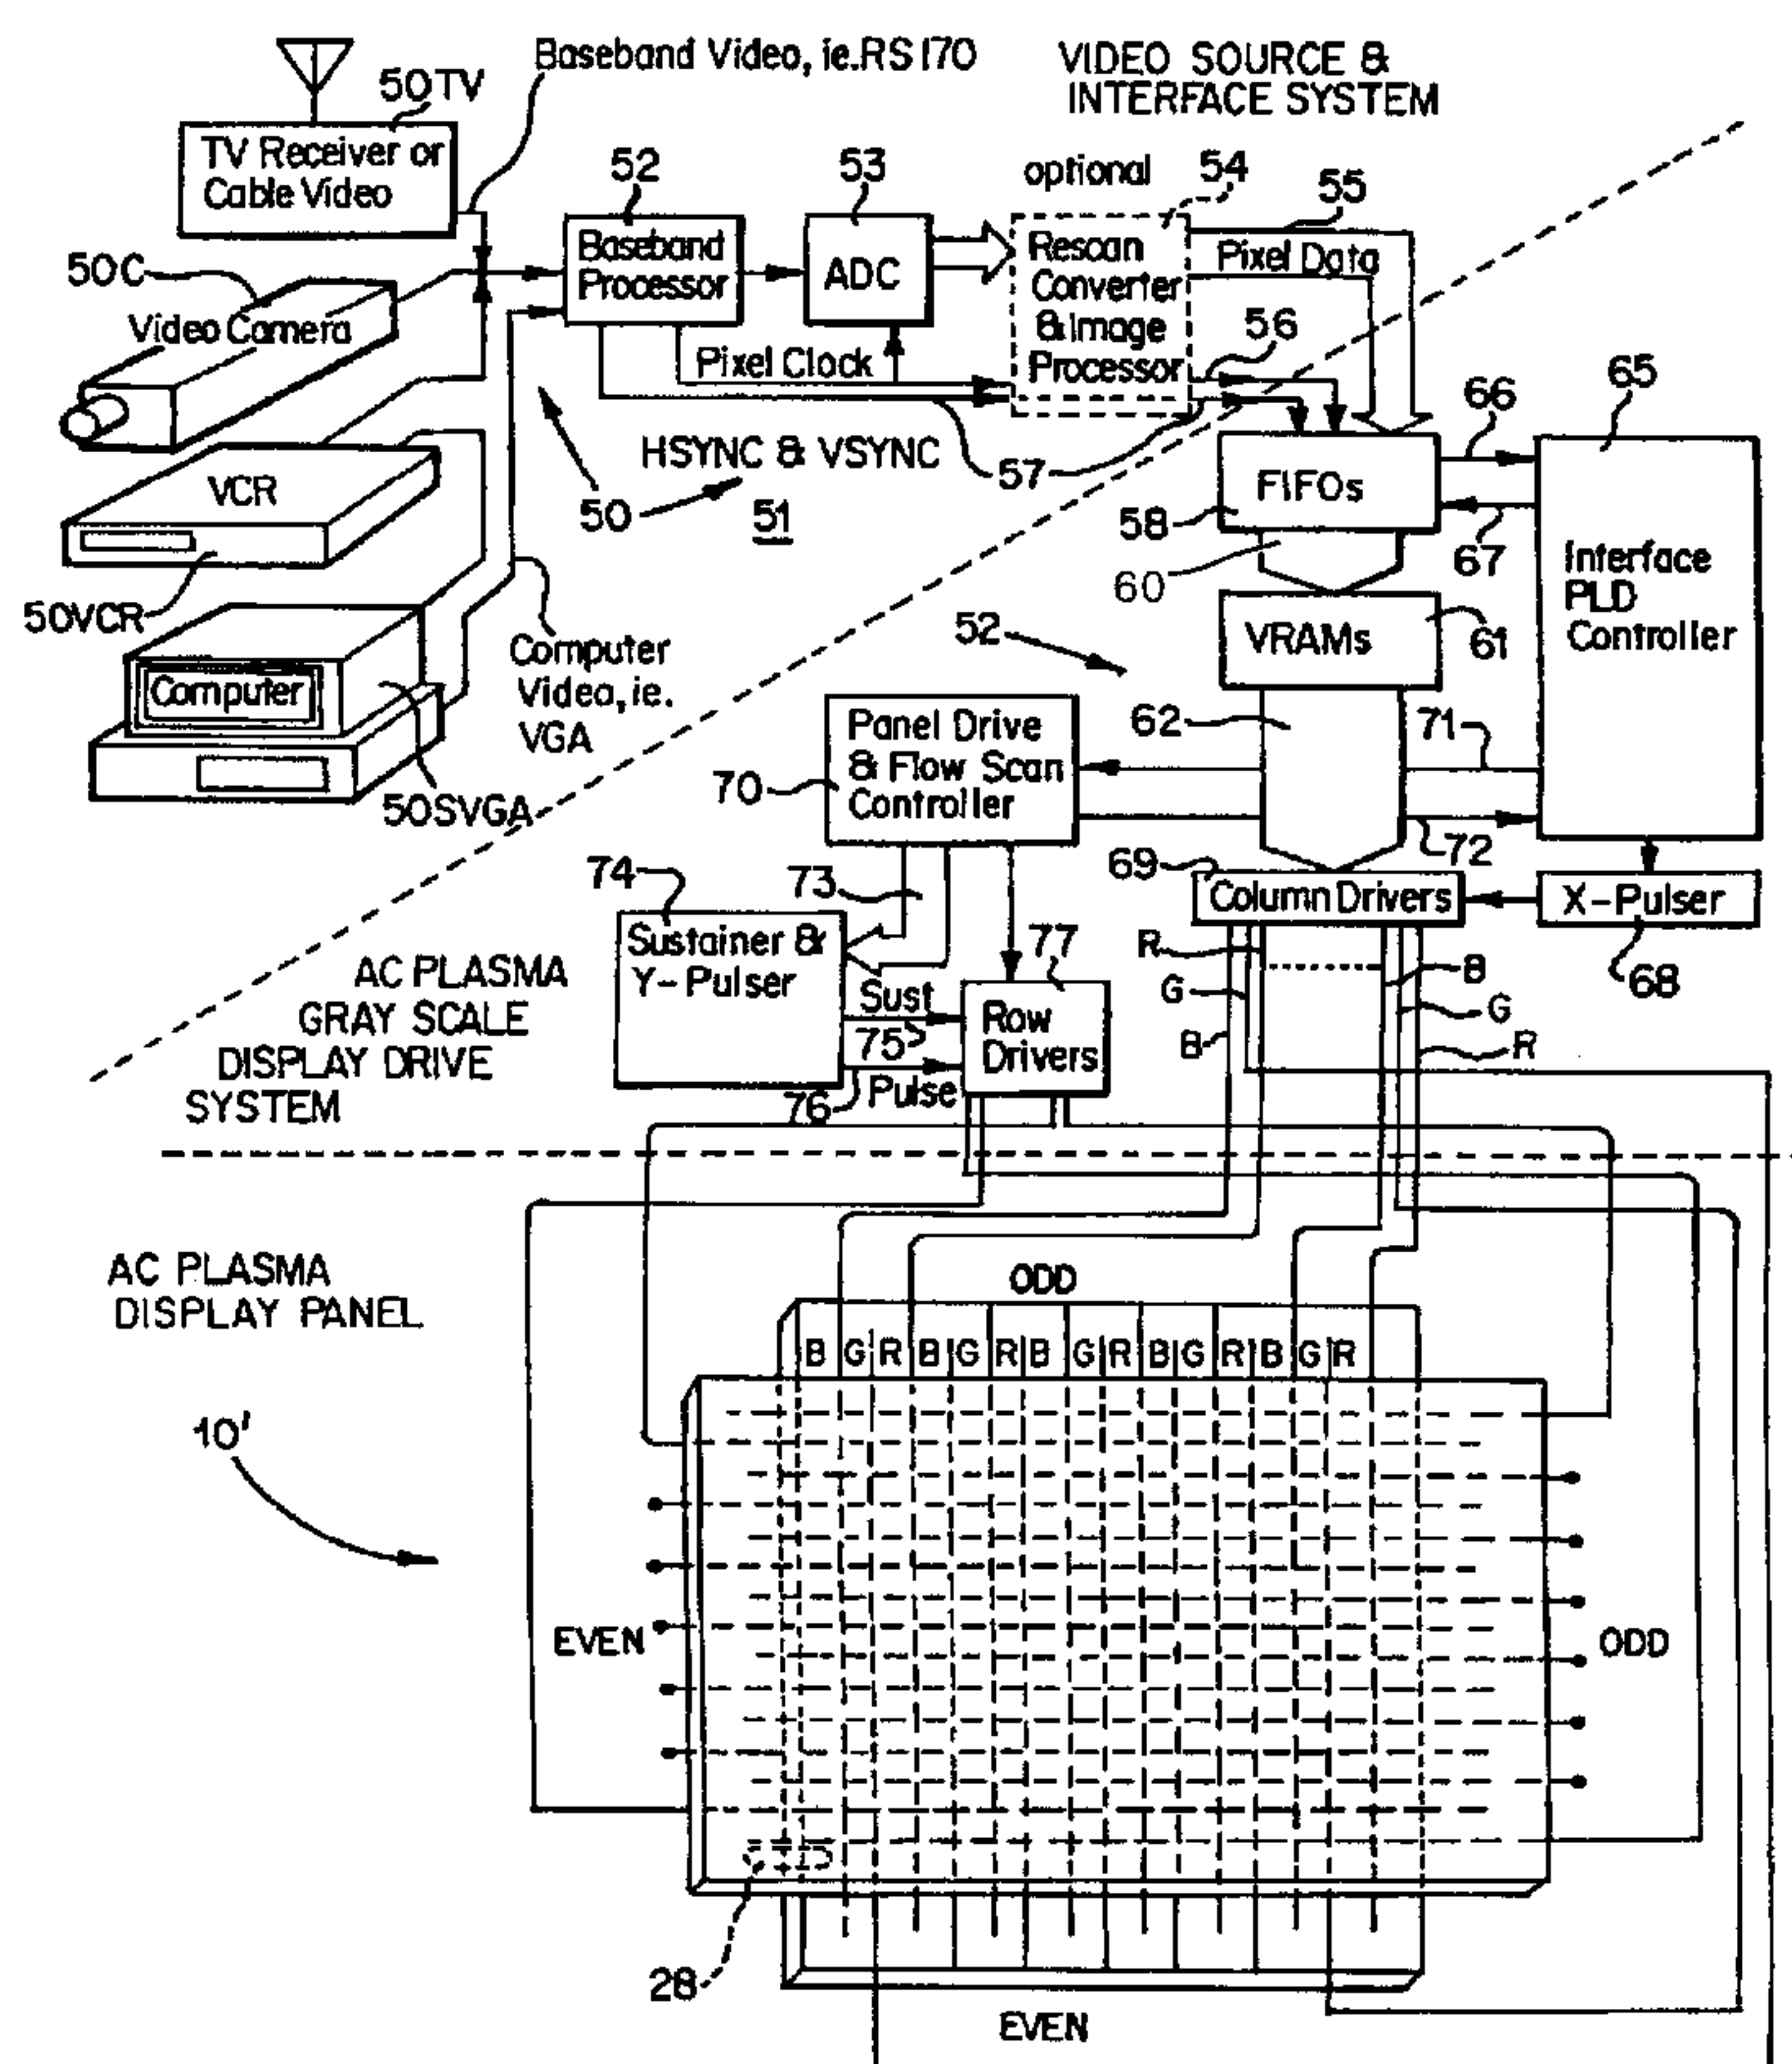 Baseband Video, ie.RS170
VIDEO SOURCE &
INTERFACE SYSTEM
50TV
TV Receiver or
Cable Video
52
53
optional
54
55
Baseband
Processor
ADC
Rescan
Converter
& Image
Processor
Pixel Data
50C
Video Camera
Pixel Clock
56
57
HSYNC & VSYNC
50
51
VCR
50VCR
Computer
50SVGA
Computer
Video, ie.
VGA
FIFOs
58
60
66
67
65
Interface
PLD
Controller
VRAMs
61
52
62
71
72
Panel Drive
& Flow Scan
Controller
70
69
Column Drivers
X-Pulser
68
74
73
Sustainer &
Y-Pulser
Sust
75
76
Pulse
77
Row
Drivers
R
G
B
B
G
R
AC PLASMA
GRAY SCALE
DISPLAY DRIVE
SYSTEM
AC PLASMA
DISPLAY PANEL
ODD
B G R B G R B G R B G R B G R
10'
EVEN
ODD
28
EVEN